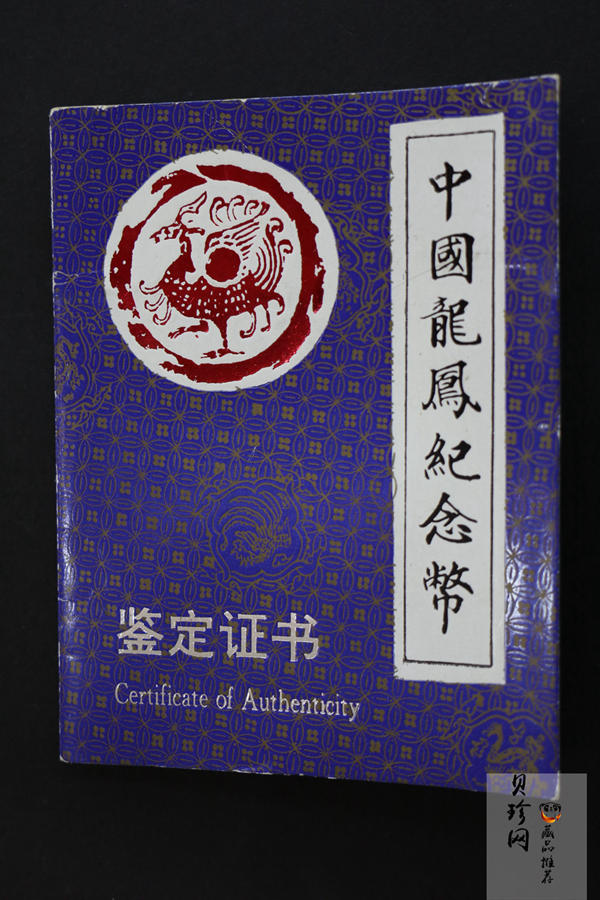 中國龍鳳紀念幣
鉴定证书
Certificate of Authenticity
贝珍网
藏品推荐